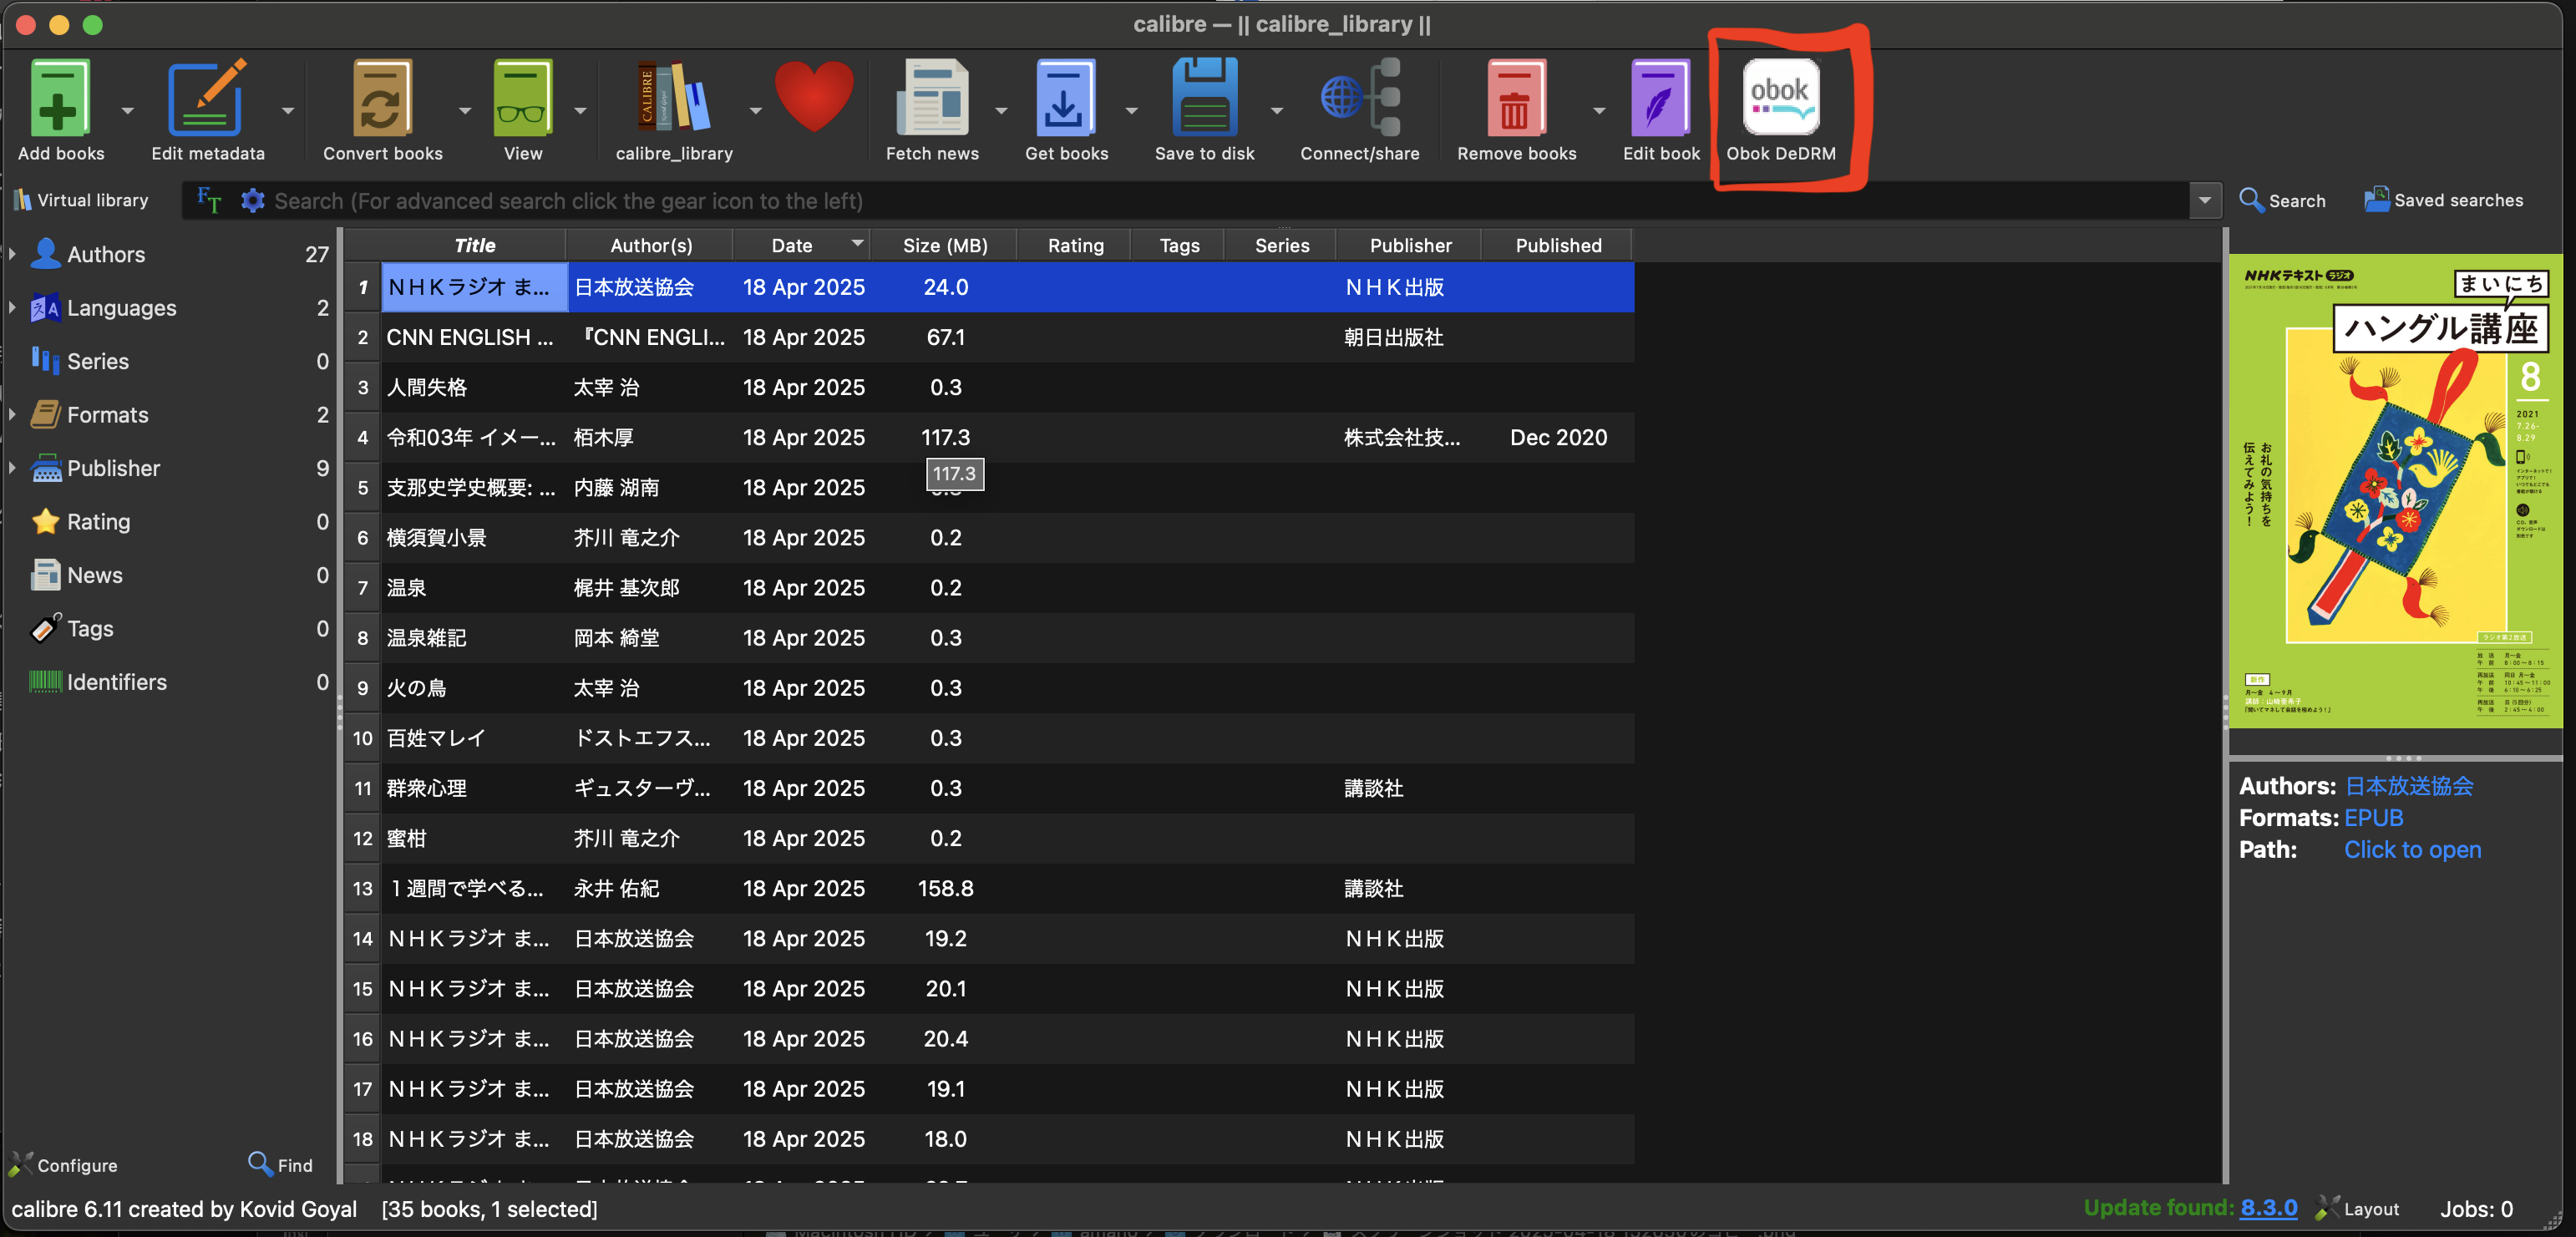 calibre — || calibre_library ||
Add books
Edit metadata
Convert books
View
CALIBRE
calibre_library
Fetch news
Get books
Save to disk
Connect/share
Remove books
Edit book
obok
Obok DeDRM
Virtual library
FT
Search (For advanced search click the gear icon to the left)
Search
Saved searches
Authors 27
Languages 2
Series 0
Formats 2
Publisher 9
Rating 0
News 0
Tags 0
Identifiers 0
Configure
Find
Title Author(s) Date Size (MB) Rating Tags Series Publisher Published
1 ＮＨＫラジオ ま... 日本放送協会 18 Apr 2025 24.0 ＮＨＫ出版
2 CNN ENGLISH ... 『CNN ENGLI... 18 Apr 2025 67.1 朝日出版社
3 人間失格 太宰 治 18 Apr 2025 0.3
4 令和03年 イメー... 栢木厚 18 Apr 2025 117.3 株式会社技... Dec 2020
117.3
5 支那史学史概要: ... 内藤 湖南 18 Apr 2025
6 横須賀小景 芥川 竜之介 18 Apr 2025 0.2
7 温泉 梶井 基次郎 18 Apr 2025 0.2
8 温泉雑記 岡本 綺堂 18 Apr 2025 0.3
9 火の鳥 太宰 治 18 Apr 2025 0.3
10 百姓マレイ ドストエフス... 18 Apr 2025 0.3
11 群衆心理 ギュスターヴ... 18 Apr 2025 0.3 講談社
12 蜜柑 芥川 竜之介 18 Apr 2025 0.2
13 １週間で学べる... 永井 佑紀 18 Apr 2025 158.8 講談社
14 ＮＨＫラジオ ま... 日本放送協会 18 Apr 2025 19.2 ＮＨＫ出版
15 ＮＨＫラジオ ま... 日本放送協会 18 Apr 2025 20.1 ＮＨＫ出版
16 ＮＨＫラジオ ま... 日本放送協会 18 Apr 2025 20.4 ＮＨＫ出版
17 ＮＨＫラジオ ま... 日本放送協会 18 Apr 2025 19.1 ＮＨＫ出版
18 ＮＨＫラジオ ま... 日本放送協会 18 Apr 2025 18.0 ＮＨＫ出版
NHKテキスト ラジオ
まいにち
ハングル講座
8
2021
7.26-
8.29
お礼の気持ちを
伝えてみよう！
ラジオ第2放送
新作
月〜金 4〜9月
Authors: 日本放送協会
Formats: EPUB
Path: Click to open
calibre 6.11 created by Kovid Goyal [35 books, 1 selected]
Update found: 8.3.0
Layout
Jobs: 0